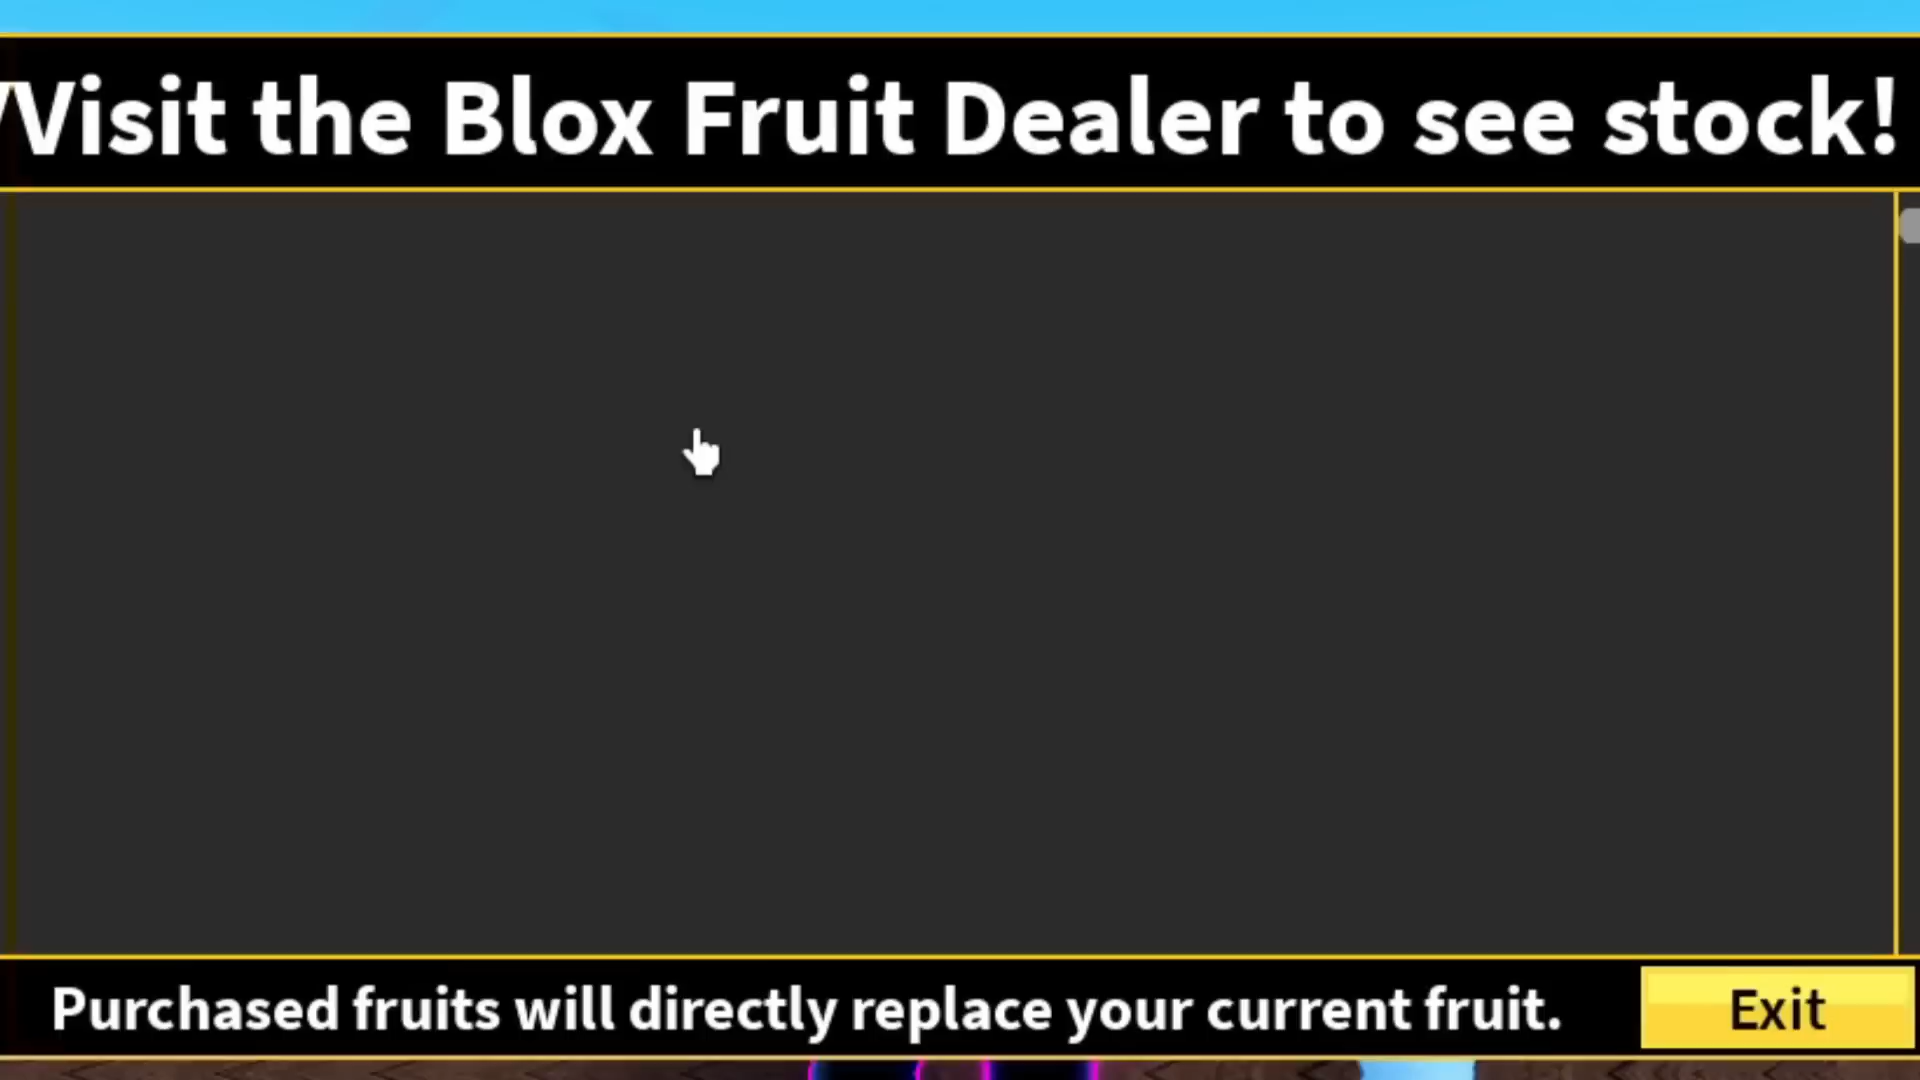 Visit the Blox Fruit Dealer to see stock!
Purchased fruits will directly replace your current fruit.
Exit